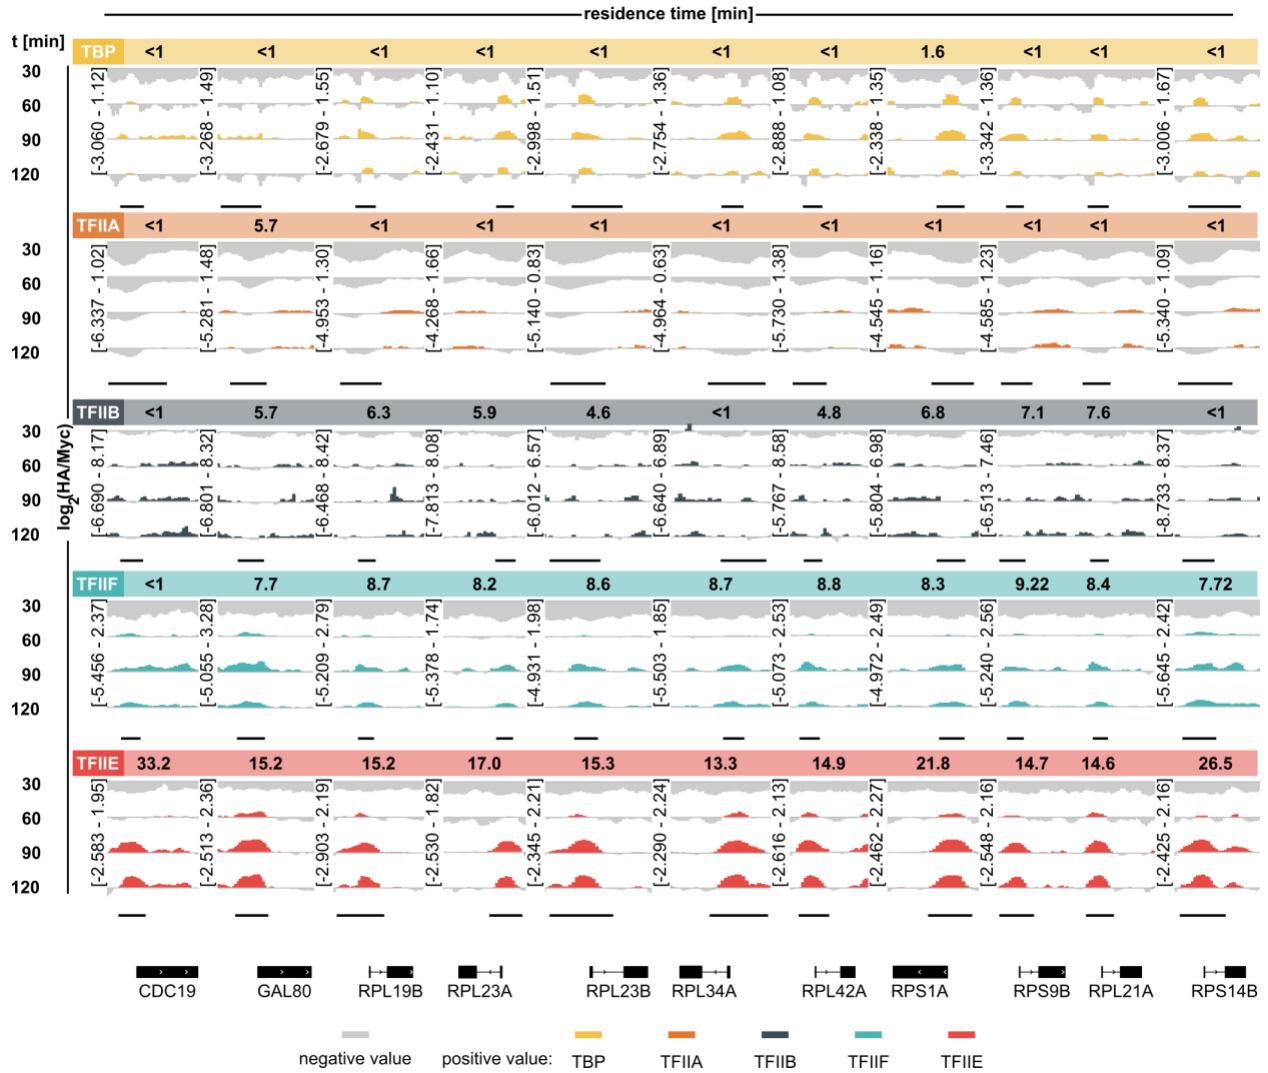 residence time [min]
t [min]
TBP <1 <1 <1 <1 <1 <1 <1 1.6 <1 <1 <1
30
60
90
120
[-3.060 - 1.12]
[-3.268 - 1.49]
[-2.679 - 1.55]
[-2.431 - 1.10]
[-2.998 - 1.51]
[-2.754 - 1.36]
[-2.888 - 1.08]
[-2.338 - 1.35]
[-3.342 - 1.36]
[-3.006 - 1.67]
TFIIA <1 5.7 <1 <1 <1 <1 <1 <1 <1 <1 <1
30
60
90
120
[-6.337 - 1.02]
[-5.281 - 1.48]
[-4.953 - 1.30]
[-4.268 - 1.66]
[-5.140 - 0.83]
[-4.964 - 0.63]
[-5.730 - 1.38]
[-4.545 - 1.16]
[-4.585 - 1.23]
[-5.340 - 1.09]
log2(HA/Myc)
TFIIB <1 5.7 6.3 5.9 4.6 <1 4.8 6.8 7.1 7.6 <1
30
60
90
120
[-6.690 - 8.17]
[-6.801 - 8.32]
[-6.468 - 8.42]
[-7.813 - 8.08]
[-6.012 - 6.57]
[-6.640 - 6.89]
[-5.767 - 8.58]
[-5.804 - 6.98]
[-6.513 - 7.46]
[-8.733 - 8.37]
TFIIF <1 7.7 8.7 8.2 8.6 8.7 8.8 8.3 9.22 8.4 7.72
30
60
90
120
[-5.456 - 2.37]
[-5.055 - 3.28]
[-5.209 - 2.79]
[-5.378 - 1.74]
[-4.931 - 1.98]
[-5.503 - 1.85]
[-5.073 - 2.53]
[-4.972 - 2.49]
[-5.240 - 2.56]
[-5.645 - 2.42]
TFIIE 33.2 15.2 15.2 17.0 15.3 13.3 14.9 21.8 14.7 14.6 26.5
30
60
90
120
[-2.583 - 1.95]
[-2.513 - 2.36]
[-2.903 - 2.19]
[-2.530 - 1.82]
[-2.345 - 2.21]
[-2.290 - 2.24]
[-2.616 - 2.13]
[-2.462 - 2.27]
[-2.548 - 2.16]
[-2.425 - 2.16]
CDC19 GAL80 RPL19B RPL23A RPL23B RPL34A RPL42A RPS1A RPS9B RPL21A RPS14B
negative value positive value: TBP TFIIA TFIIB TFIIF TFIIE